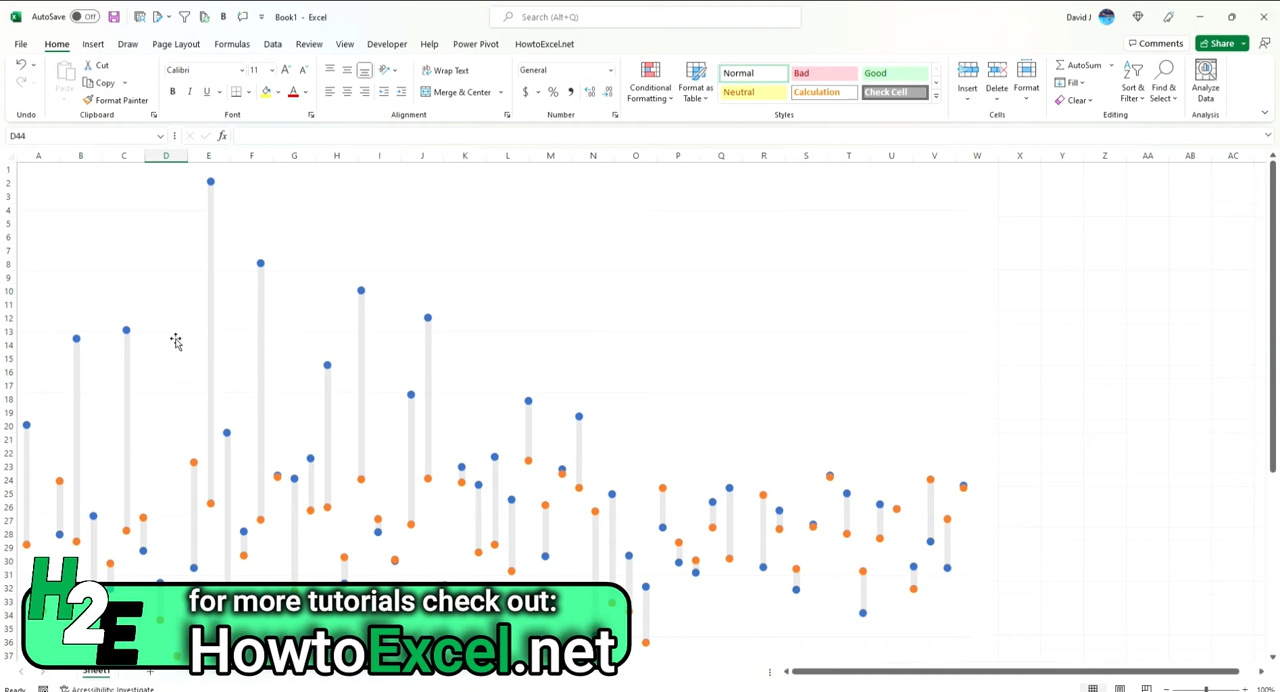 AutoSave Off Book1 - Excel Search (Alt+Q) David J
File Home Insert Draw Page Layout Formulas Data Review View Developer Help Power Pivot HowtoExcel.net Comments Share
Cut Calibri 11 Wrap Text General Normal Bad Good AutoSum
Paste Copy Conditional Formatting Format as Table Insert Delete Format Fill Sort & Filter Find & Select Analyze Data
Format Painter B I U Merge & Center $ % Neutral Calculation Check Cell Clear
Undo Clipboard Font Alignment Number Styles Cells Editing Analysis
D44 fx
A B C D E F G H I J K L M N O P Q R S T U V W X Y Z AA AB AC
1
2
3
4
5
6
7
8
9
10
11
12
13
14
15
16
17
18
19
20
21
22
23
24
25
26
27
28
29
30
31
32
33
34
35
36
37
H2E
for more tutorials check out:
HowtoExcel.net
Sheet1
Ready Accessibility: Investigate 100%